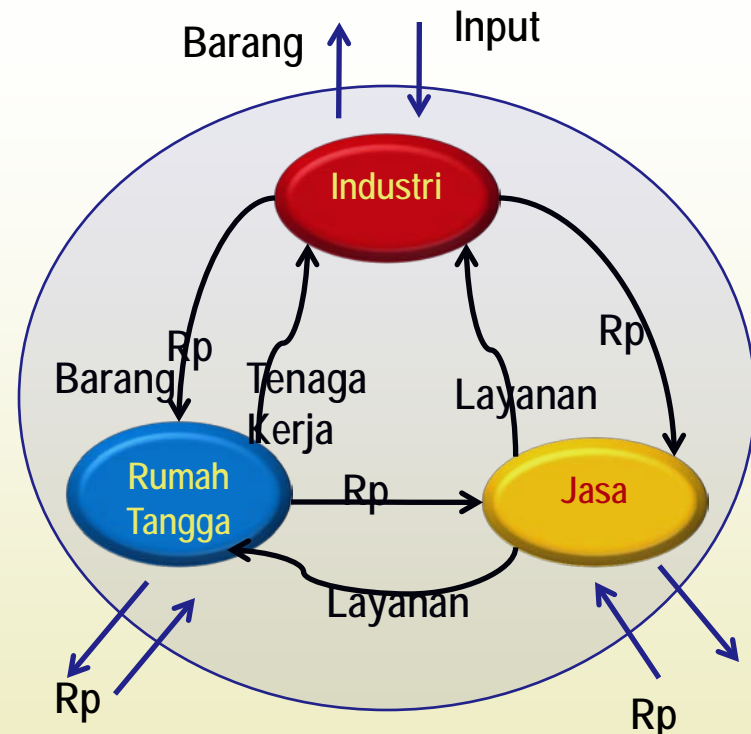 Barang
Input
Industri
Rp
Rp
Barang
Tenaga
Kerja
Layanan
Rumah
Tangga
Rp
Jasa
Layanan
Rp
Rp